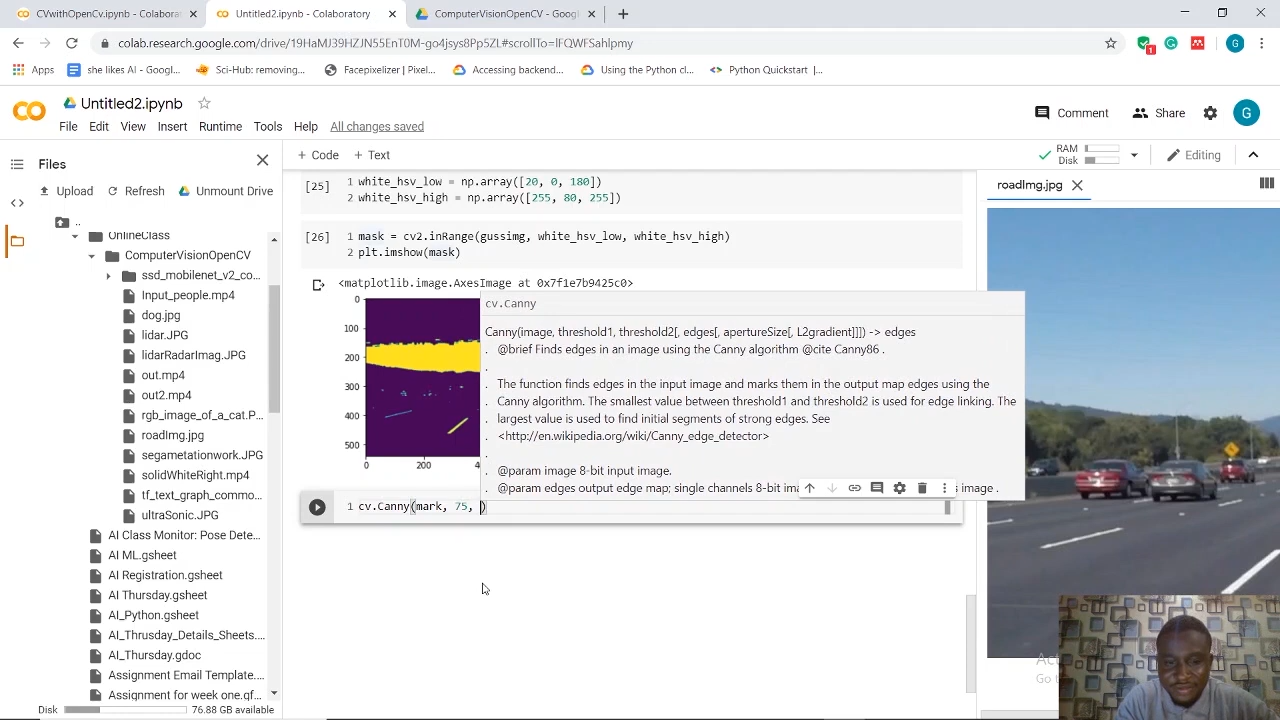 CVwithOpenCv.ipynb - Colaborat
Untitled2.ipynb - Colaboratory
ComputerVisionOpenCV - Googl
colab.research.google.com/drive/19HaMJ39HZJN55EnT0M-go4jsys8Pp5Zb#scrollTo=lFQWFSahlpmy
1
G
Apps
she likes AI - Googl...
Sci-Hub: removing...
Facepixelizer | Pixel...
Accessing backend...
Using the Python cl...
Python Quickstart |...
Untitled2.ipynb
Comment
Share
G
File
Edit
View
Insert
Runtime
Tools
Help
All changes saved
Files
+ Code
+ Text
RAM
Disk
Editing
Upload
Refresh
Unmount Drive
roadImg.jpg
..
OnlineClass
ComputerVisionOpenCV
ssd_mobilenet_v2_co...
Input_people.mp4
dog.jpg
lidar.JPG
lidarRadarImag.JPG
out.mp4
out2.mp4
rgb_image_of_a_cat.P...
roadImg.jpg
segametationwork.JPG
solidWhiteRight.mp4
tf_text_graph_commo...
ultraSonic.JPG
AI Class Monitor: Pose Dete...
AI ML.gsheet
AI Registration.gsheet
AI Thursday.gsheet
AI_Python.gsheet
AI_Thrusday_Details_Sheets....
AI_Thursday.gdoc
Assignment Email Template....
Assignment for week one.gf...
Disk
76.88 GB available
[25]
1 white_hsv_low = np.array([20, 0, 180])
2 white_hsv_high = np.array([255, 80, 255])
[26]
1 mask = cv2.inRange(gussimg, white_hsv_low, white_hsv_high)
2 plt.imshow(mask)
<matplotlib.image.AxesImage at 0x7f1e7b9425c0>
0
100
200
300
400
500
0
200
4
cv.Canny
Canny(image, threshold1, threshold2[, edges[, apertureSize[, L2gradient]]]) -> edges
. @brief Finds edges in an image using the Canny algorithm @cite Canny86 .
.
. The function finds edges in the input image and marks them in the output map edges using the
. Canny algorithm. The smallest value between threshold1 and threshold2 is used for edge linking. The
. largest value is used to find initial segments of strong edges. See
. <http://en.wikipedia.org/wiki/Canny_edge_detector>
.
. @param image 8-bit input image.
. @param edges output edge map; single channels 8-bit ima
s image .
1 cv.Canny(mark, 75, )
Act
Go t